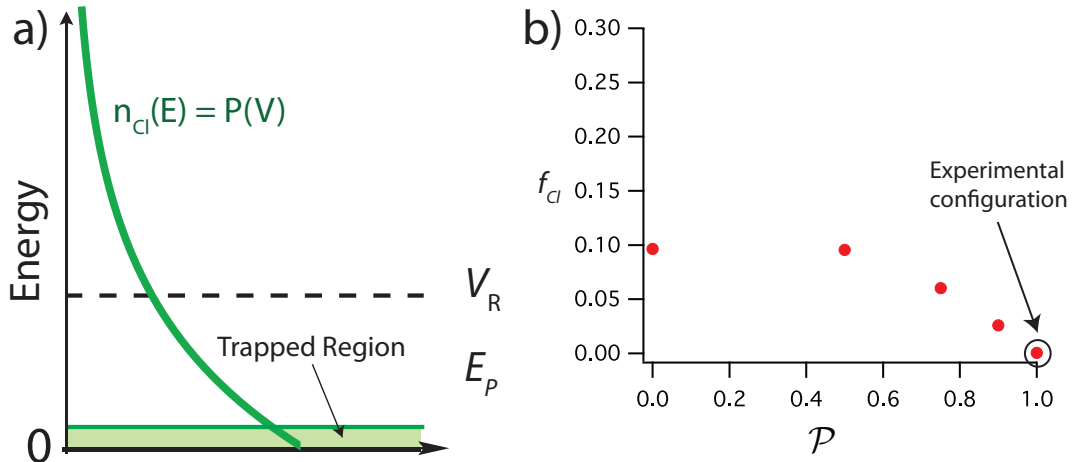 a)
n_Cl(E) = P(V)
Energy
V_R
Trapped Region
E_P
0
b)
0.30
0.25
0.20
0.15
0.10
0.05
0.00
f_Cl
Experimental
configuration
0.0 0.2 0.4 0.6 0.8 1.0
𝒫